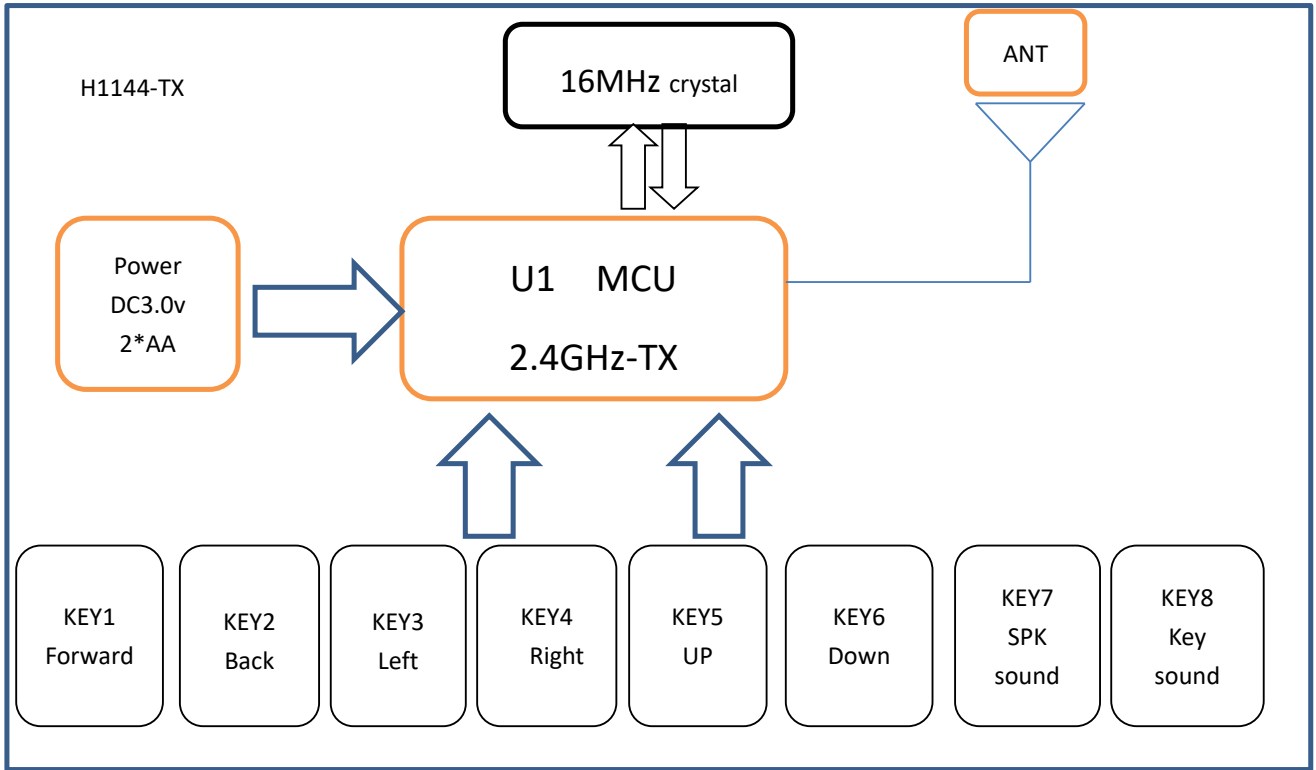 H1144-TX
16MHz crystal
ANT
Power
DC3.0v
2*AA
U1 MCU
2.4GHz-TX
KEY1
Forward
KEY2
Back
KEY3
Left
KEY4
Right
KEY5
UP
KEY6
Down
KEY7
SPK
sound
KEY8
Key
sound